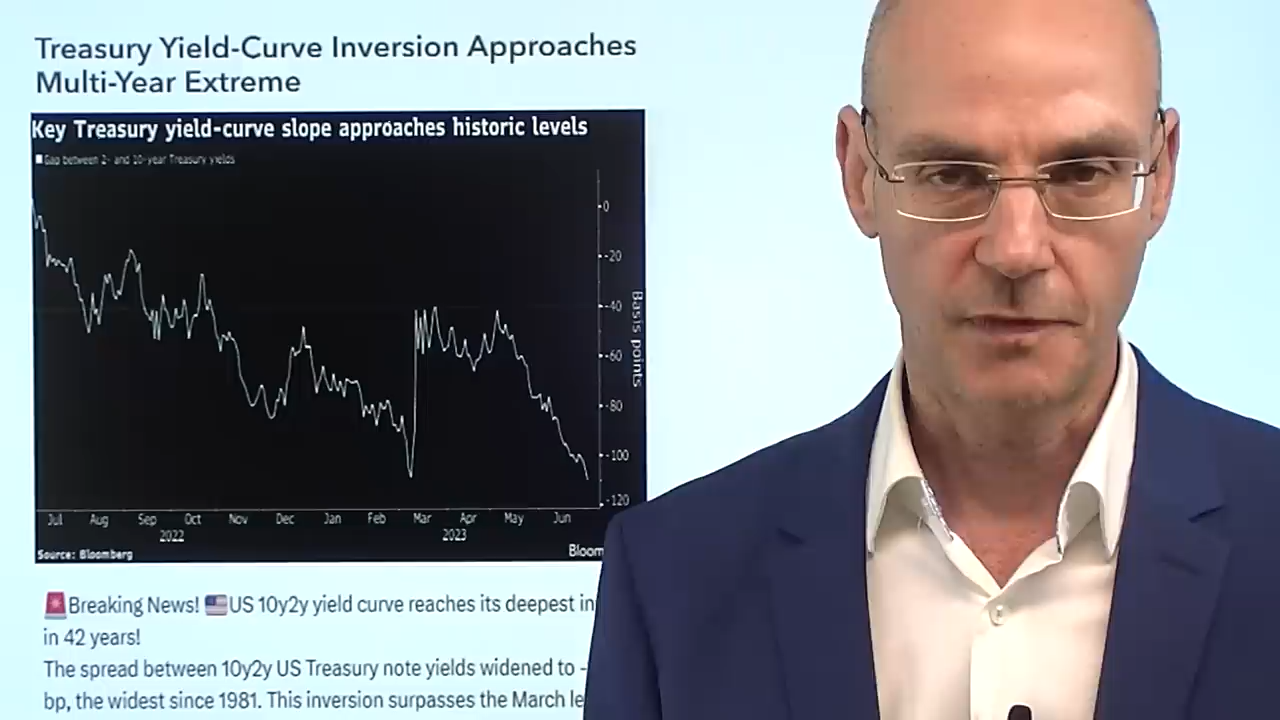 Treasury Yield-Curve Inversion Approaches
Multi-Year Extreme
Key Treasury yield-curve slope approaches historic levels
Gap between 2- and 10-year Treasury yields
0
-20
-40
-60
-80
-100
-120
Basis points
Jul Aug Sep Oct Nov Dec Jan Feb Mar Apr May Jun
2022 2023
Source: Bloomberg Bloom
🚨Breaking News! 🇺🇸US 10y2y yield curve reaches its deepest in
in 42 years!
The spread between 10y2y US Treasury note yields widened to -
bp, the widest since 1981. This inversion surpasses the March le